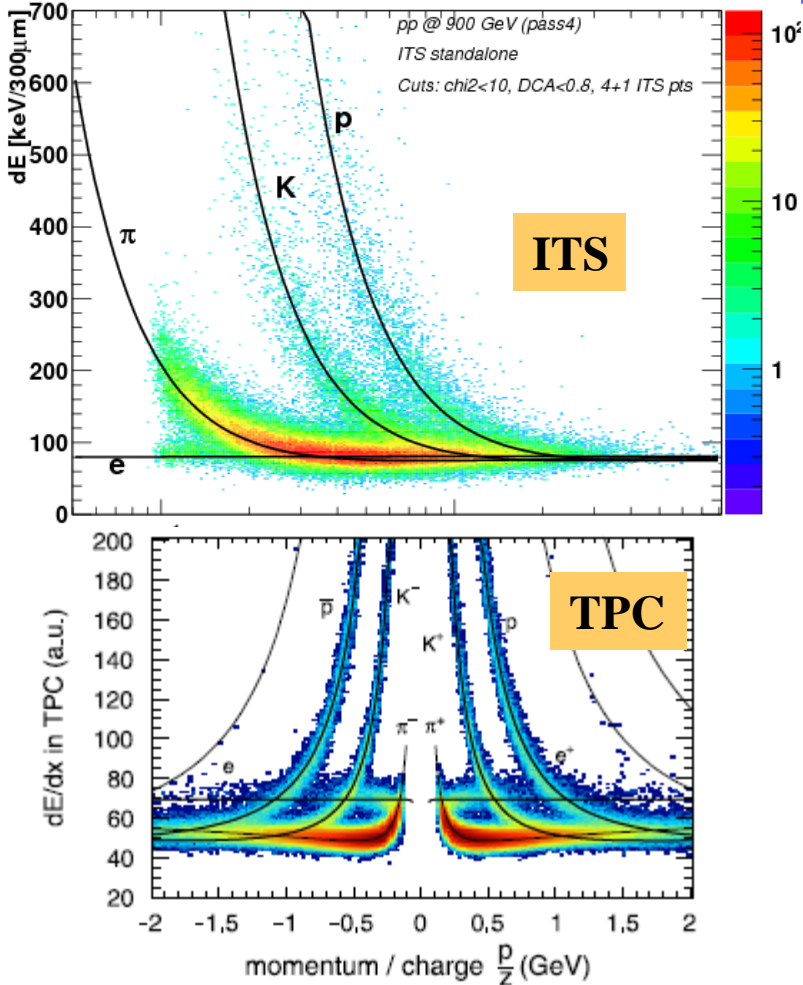 pp @ 900 GeV (pass4)
ITS standalone
Cuts: chi2<10, DCA<0.8, 4+1 ITS pts
dE [keV/300μm]
700
600
500
400
300
200
100
0
p
K
π
e
ITS
10²
10
1
TPC
dE/dx in TPC (a.u.)
200
180
160
140
120
100
80
60
40
20
p̅
K⁻
K⁺
p
π⁻
π⁺
e⁻
e⁺
-2
-1.5
-1
-0.5
0
0.5
1
1.5
2
momentum / charge p/z (GeV)